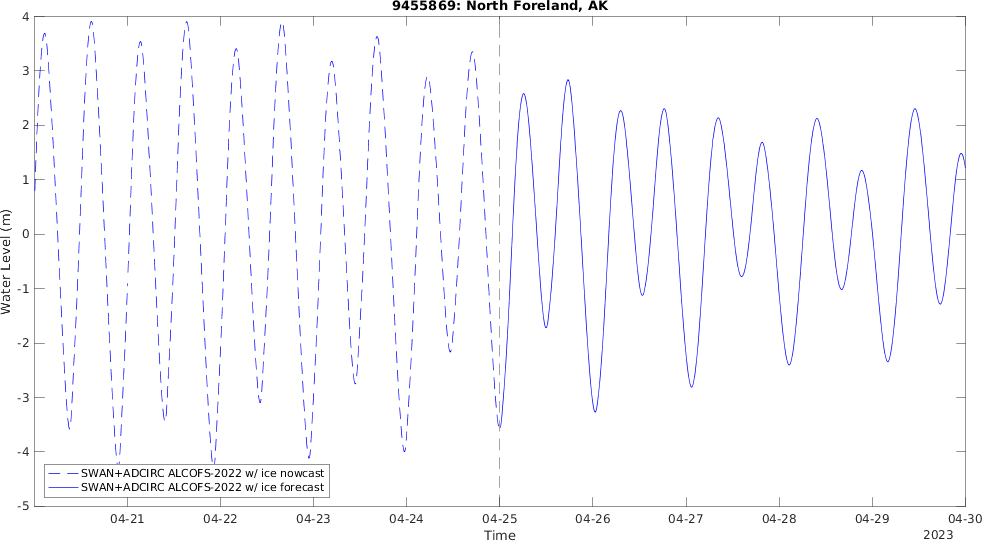 9455869: North Foreland, AK
Water Level (m)
4
3
2
1
0
-1
-2
-3
-4
-5
SWAN+ADCIRC ALCOFS-2022 w/ ice nowcast
SWAN+ADCIRC ALCOFS-2022 w/ ice forecast
04-21 04-22 04-23 04-24 04-25 04-26 04-27 04-28 04-29 04-30
Time
2023